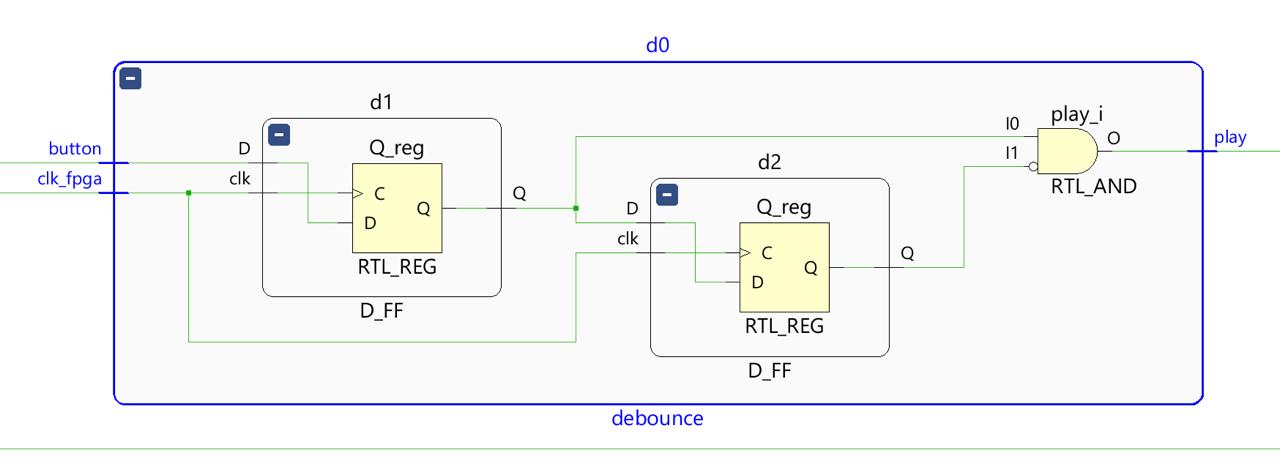 d0
d1
play_i
I0
O
button
D
Q_reg
I1
play
clk_fpga
clk
C
d2
RTL_AND
Q
Q
D
D
Q_reg
clk
RTL_REG
C
Q
Q
D_FF
D
RTL_REG
D_FF
debounce